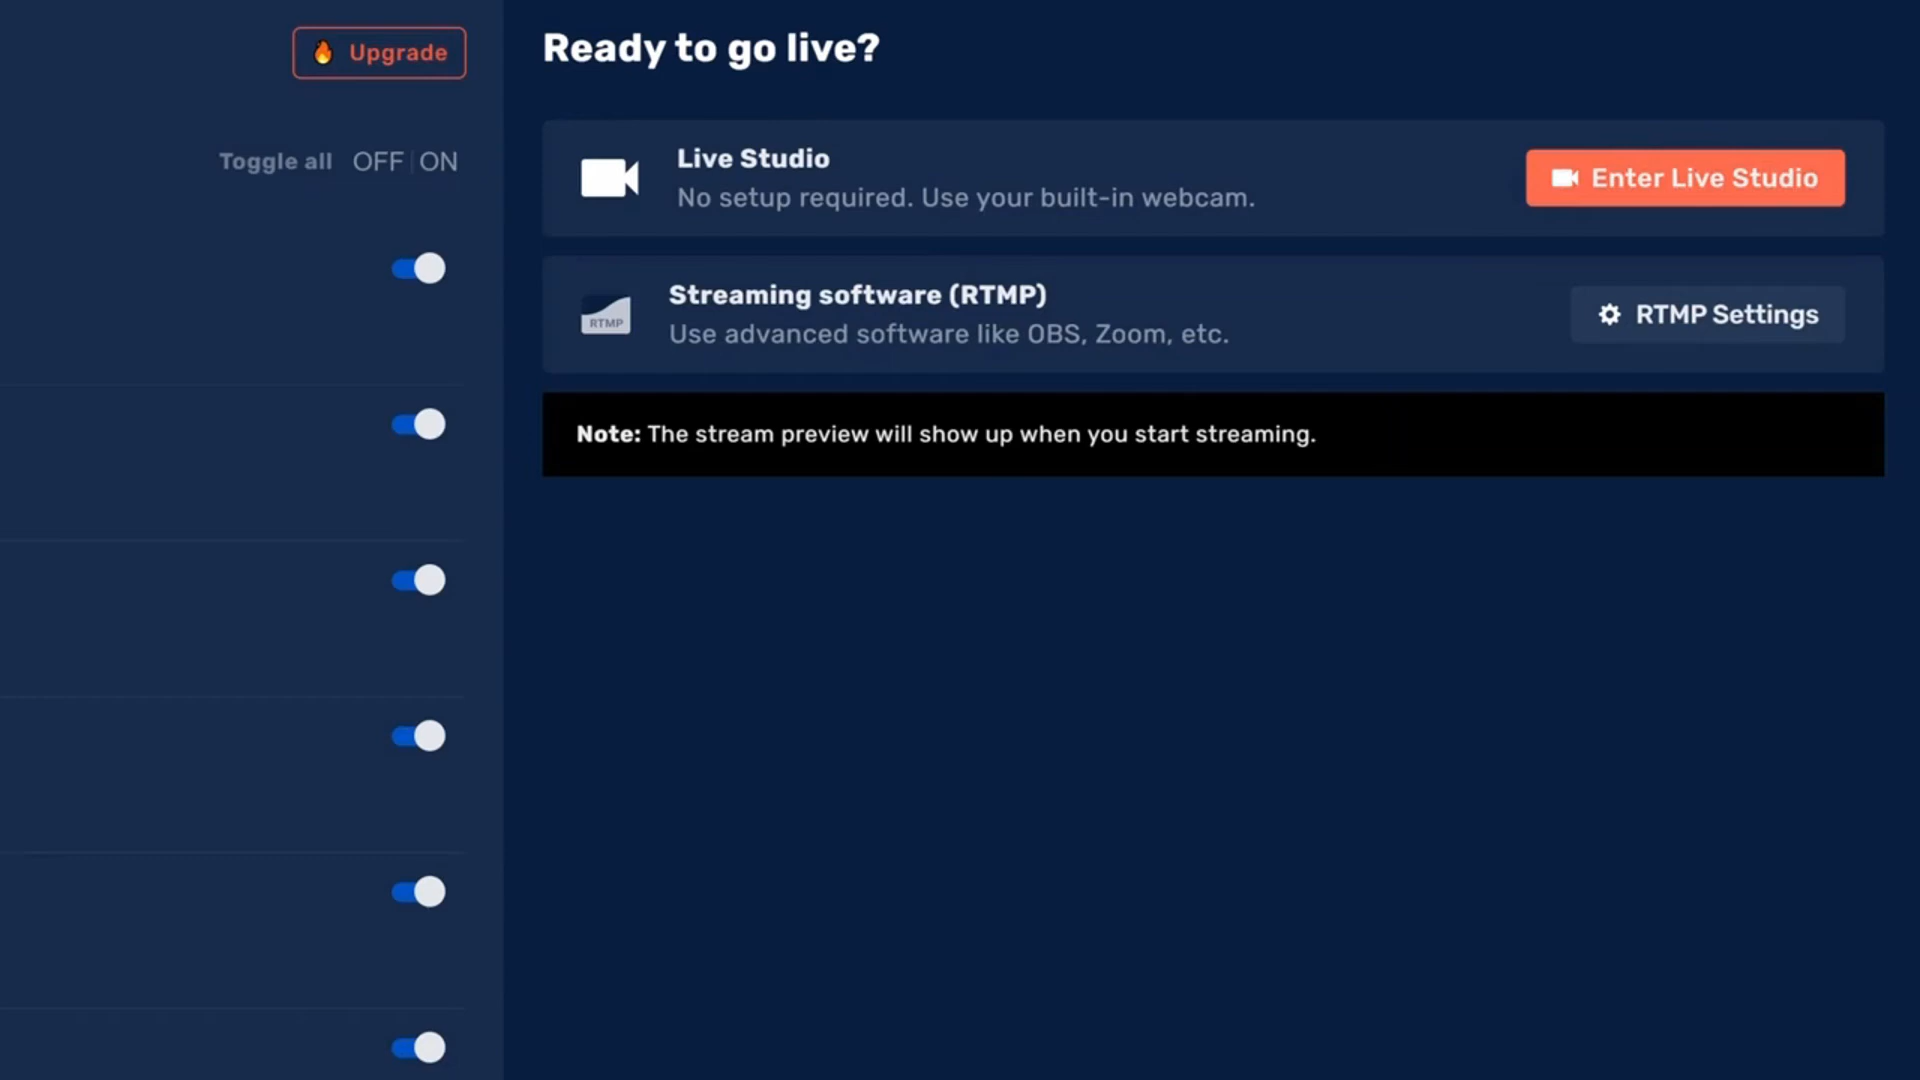 Upgrade
Toggle all OFF | ON
Ready to go live?
Live Studio
No setup required. Use your built-in webcam.
Enter Live Studio
Streaming software (RTMP)
RTMP
Use advanced software like OBS, Zoom, etc.
RTMP Settings
Note: The stream preview will show up when you start streaming.